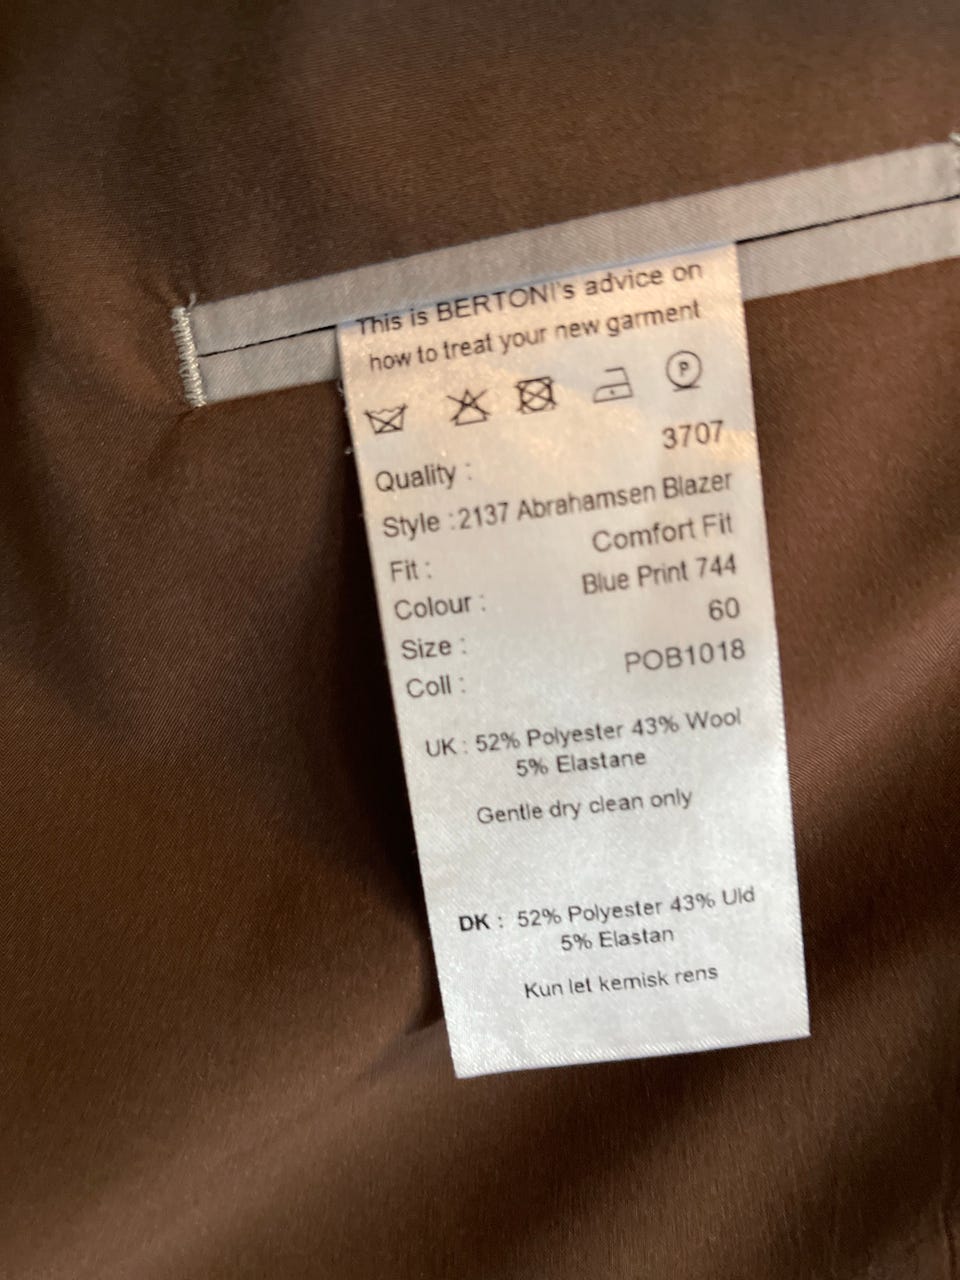 This is BERTONI's advice on
how to treat your new garment
P
Quality : 3707
Style : 2137 Abrahamsen Blazer
Fit : Comfort Fit
Colour : Blue Print 744
Size : 60
Coll : POB1018
UK : 52% Polyester 43% Wool
5% Elastane
Gentle dry clean only
DK : 52% Polyester 43% Uld
5% Elastan
Kun let kemisk rens